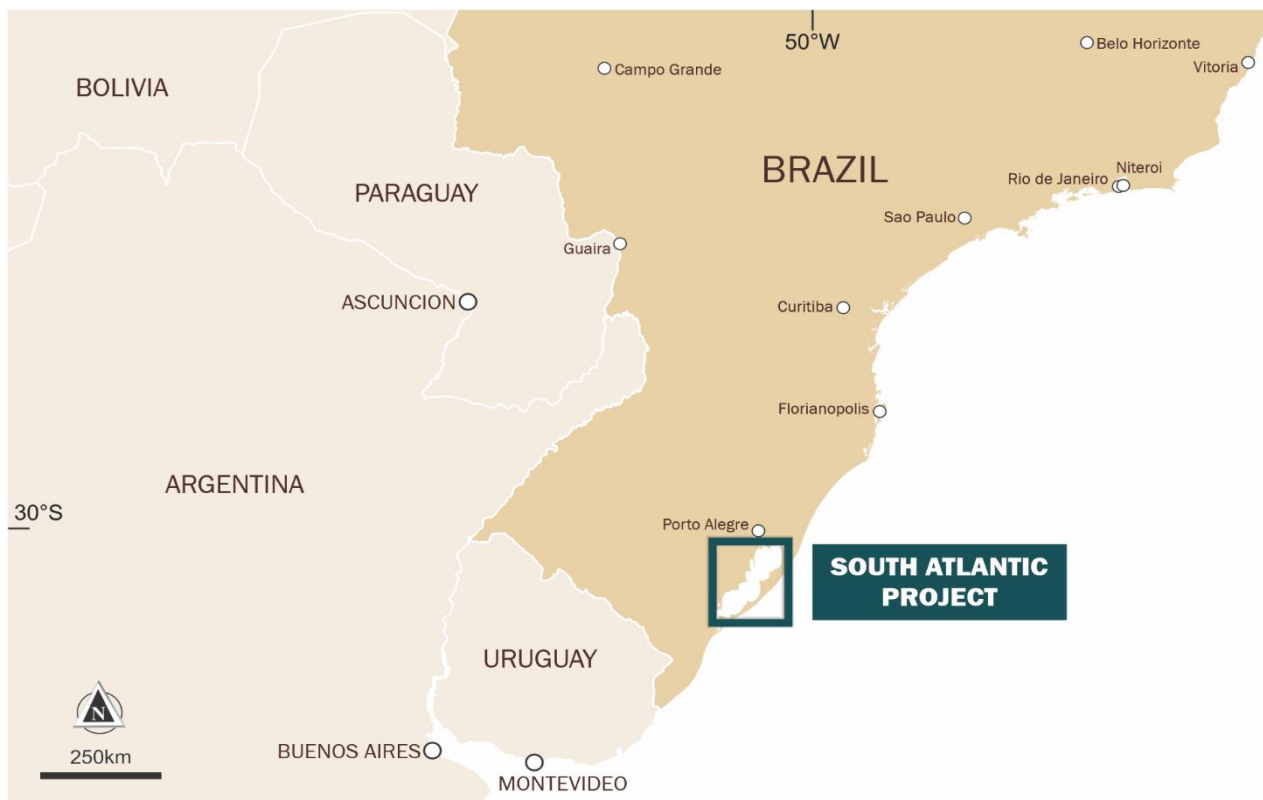 50°W
Belo Horizonte
Campo Grande
Vitoria
BOLIVIA
BRAZIL
Niteroi
Rio de Janeiro
PARAGUAY
Sao Paulo
Guaira
ASCUNCION
Curitiba
Florianopolis
ARGENTINA
30°S
Porto Alegre
SOUTH ATLANTIC
PROJECT
URUGUAY
N
250km
BUENOS AIRES
MONTEVIDEO